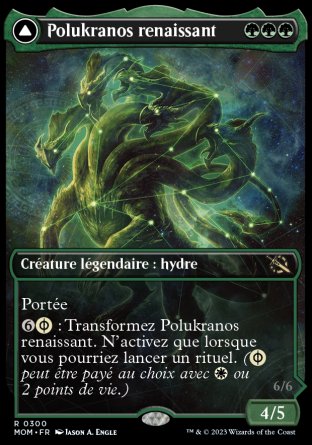 Polukranos renaissant
Créature légendaire : hydre
Portée
6 : Transformez Polukranos
renaissant. N'activez que lorsque
vous pourriez lancer un rituel. (
peut être payé au choix avec ou
2 points de vie.)
6/6
4/5
R 0300
MOM • FR Jason A. Engle
™ & © 2023 Wizards of the Coast